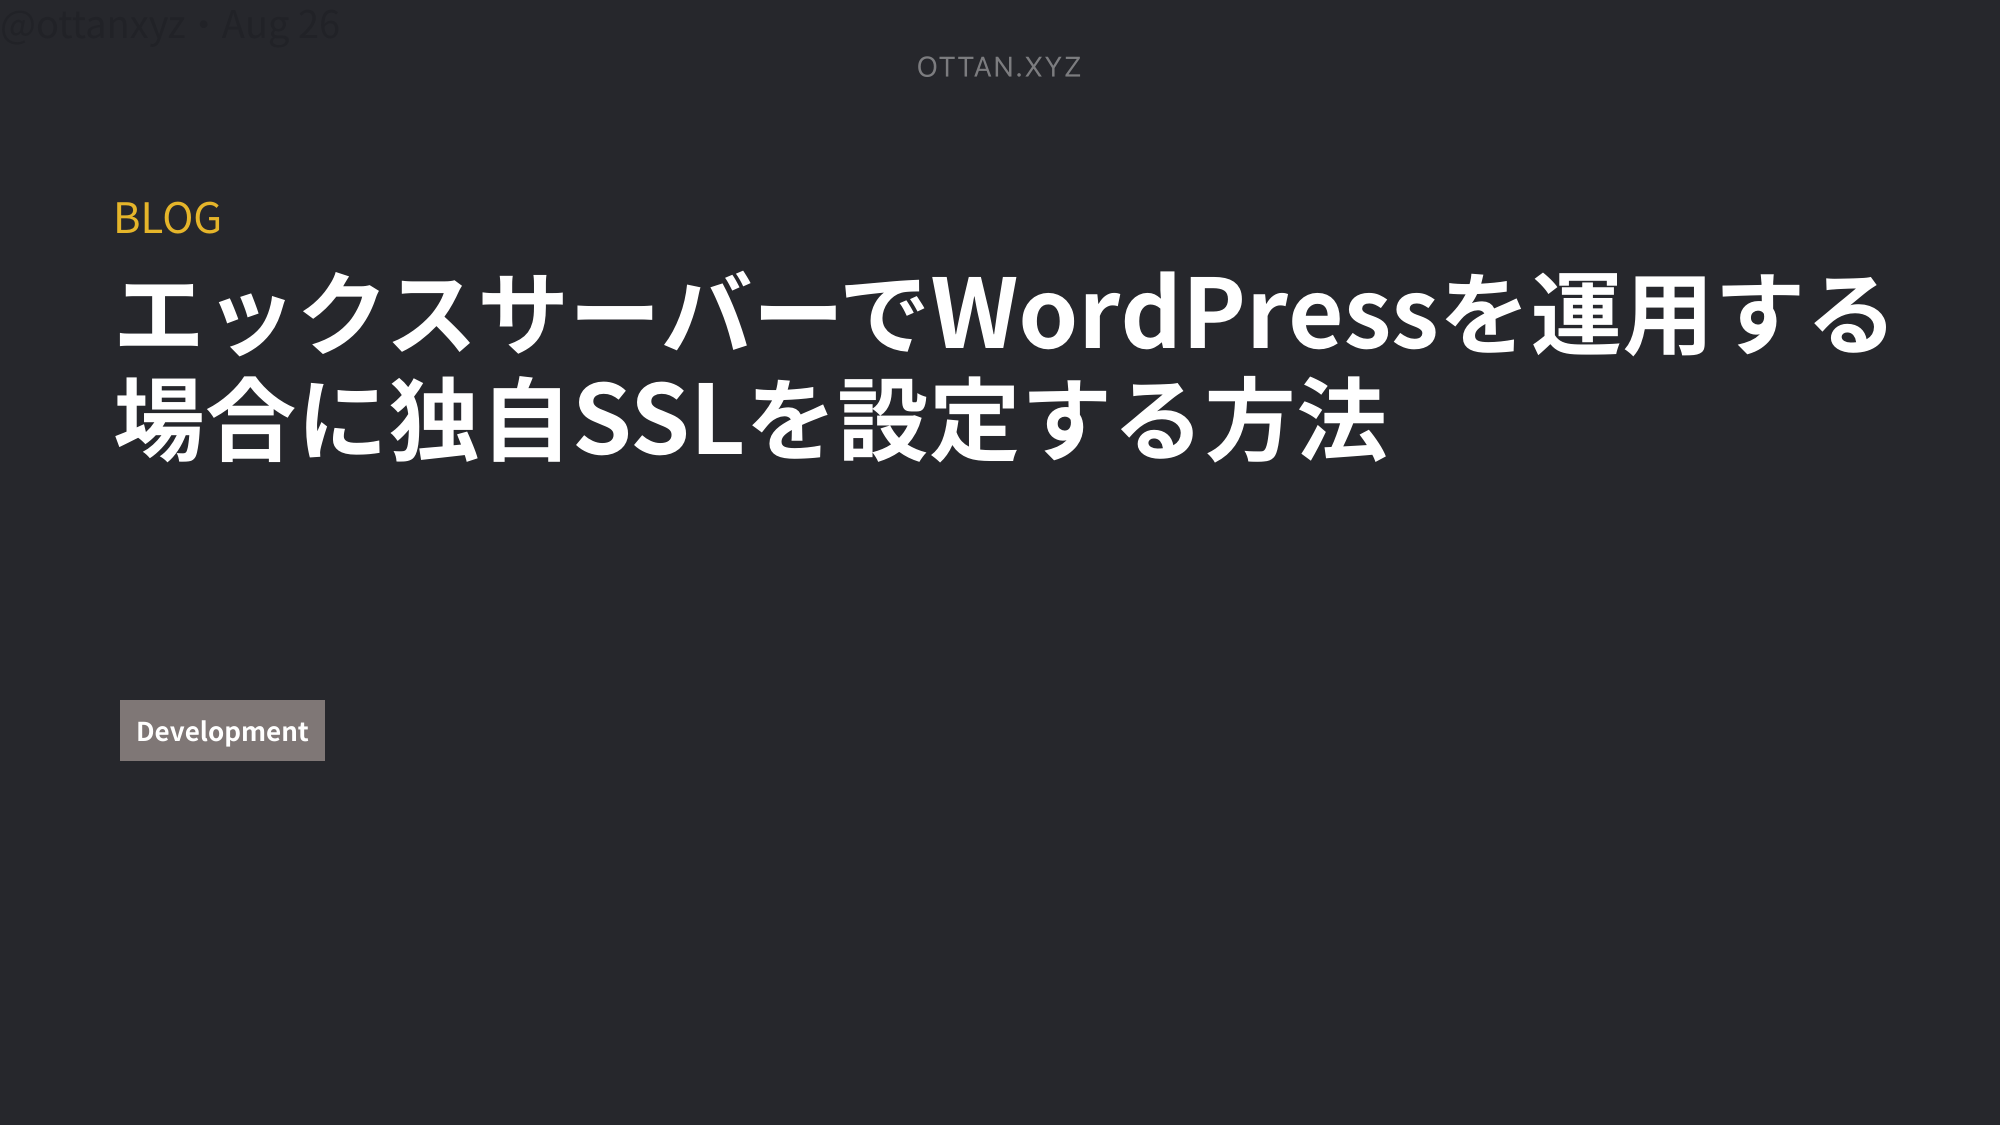 @ottanxyz・Aug 26
OTTAN.XYZ
BLOG
エックスサーバーでWordPressを運用する
場合に独自SSLを設定する方法
Development